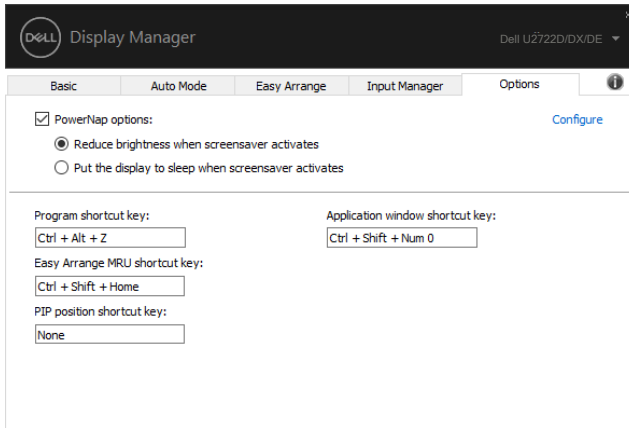 DELL Display Manager
Dell U2722D/DX/DE
Basic Auto Mode Easy Arrange Input Manager Options
PowerNap options: Configure
Reduce brightness when screensaver activates
Put the display to sleep when screensaver activates
Program shortcut key: Application window shortcut key:
Ctrl + Alt + Z Ctrl + Shift + Num 0
Easy Arrange MRU shortcut key:
Ctrl + Shift + Home
PIP position shortcut key:
None